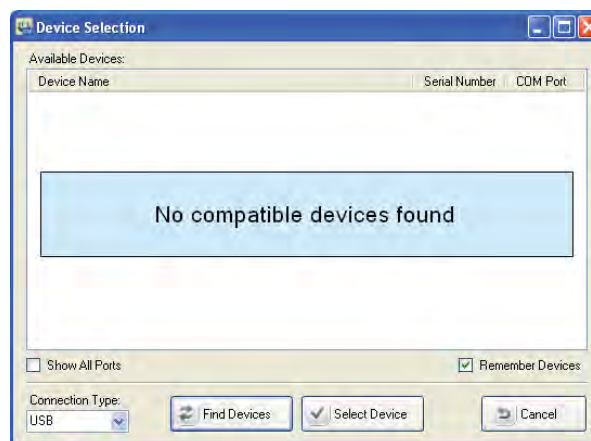 Device Selection
Available Devices:
Device Name Serial Number COM Port
No compatible devices found
Show All Ports Remember Devices
Connection Type:
USB Find Devices Select Device Cancel